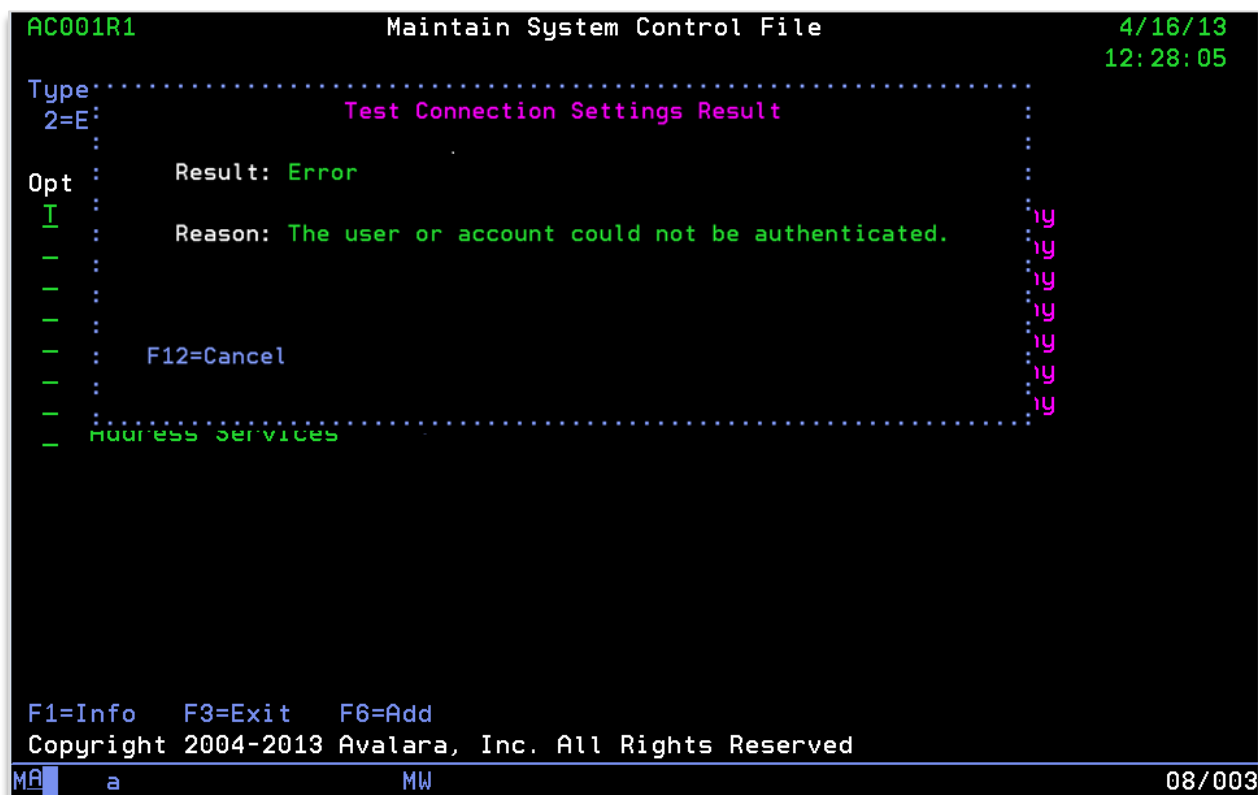 AC001R1 Maintain System Control File 4/16/13
12:28:05
Type
2=E Test Connection Settings Result
Result: Error
Opt
T
Reason: The user or account could not be authenticated.
F12=Cancel
Address Services
F1=Info F3=Exit F6=Add
Copyright 2004-2013 Avalara, Inc. All Rights Reserved
MA a MW 08/003